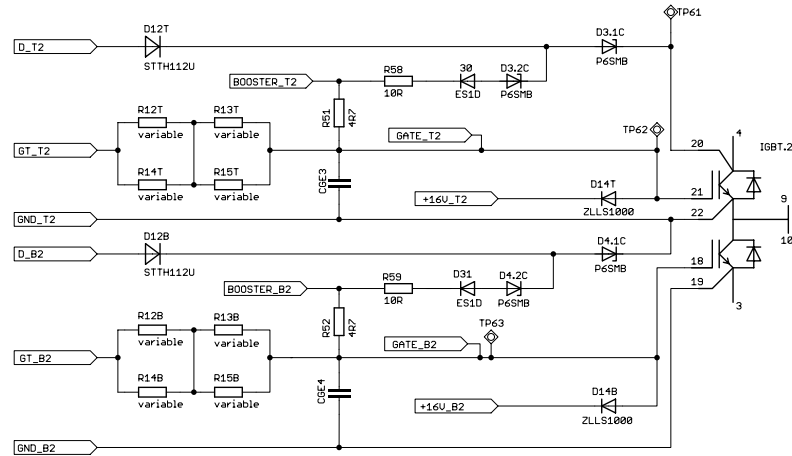 TP61
D12T
D3.1C
D_T2
STTH112U
P6SMB
30
D3.2C
R58
BOOSTER_T2
10R
ES1D
P6SMB
4
R12T
R13T
R51
4R7
variable
variable
GATE_T2
TP62
20
IGBT.2
GT_T2
R14T
R15T
CGE3
variable
variable
D14T
21
+16V_T2
9
GND_T2
ZLLS1000
22
D12B
D4.1C
10
D_B2
STTH112U
P6SMB
18
R59
D31
D4.2C
BOOSTER_B2
19
10R
ES1D
P6SMB
3
R12B
R13B
R52
4R7
TP63
variable
variable
GATE_B2
GT_B2
R14B
R15B
CGE4
D14B
variable
variable
+16V_B2
ZLLS1000
GND_B2